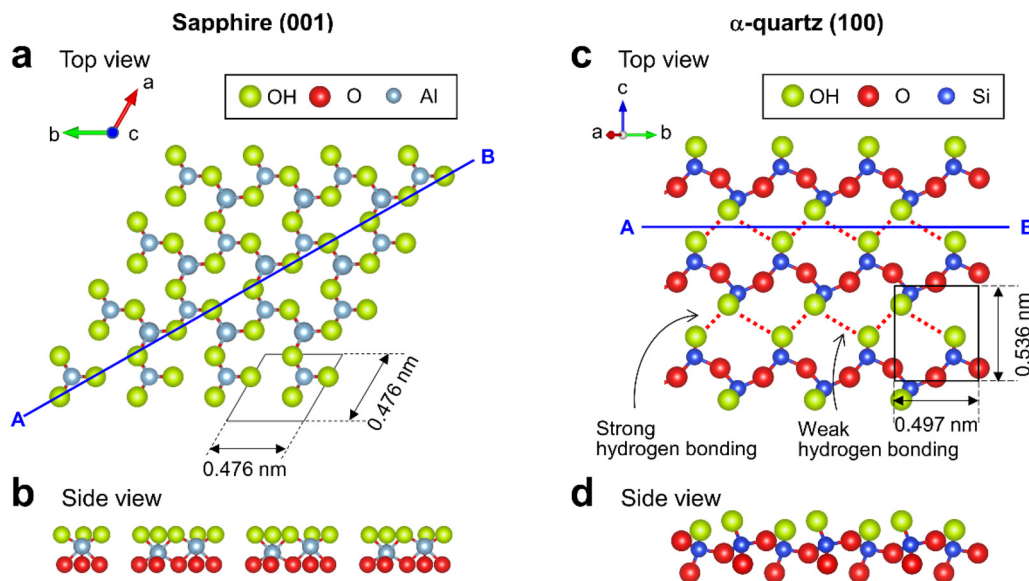 Sapphire (001)
a Top view
a
b
c
OH O Al
B
A
0.476 nm
0.476 nm
b Side view
α-quartz (100)
c Top view
c
a
b
OH O Si
A
B
0.536 nm
0.497 nm
Strong
hydrogen bonding
Weak
hydrogen bonding
d Side view